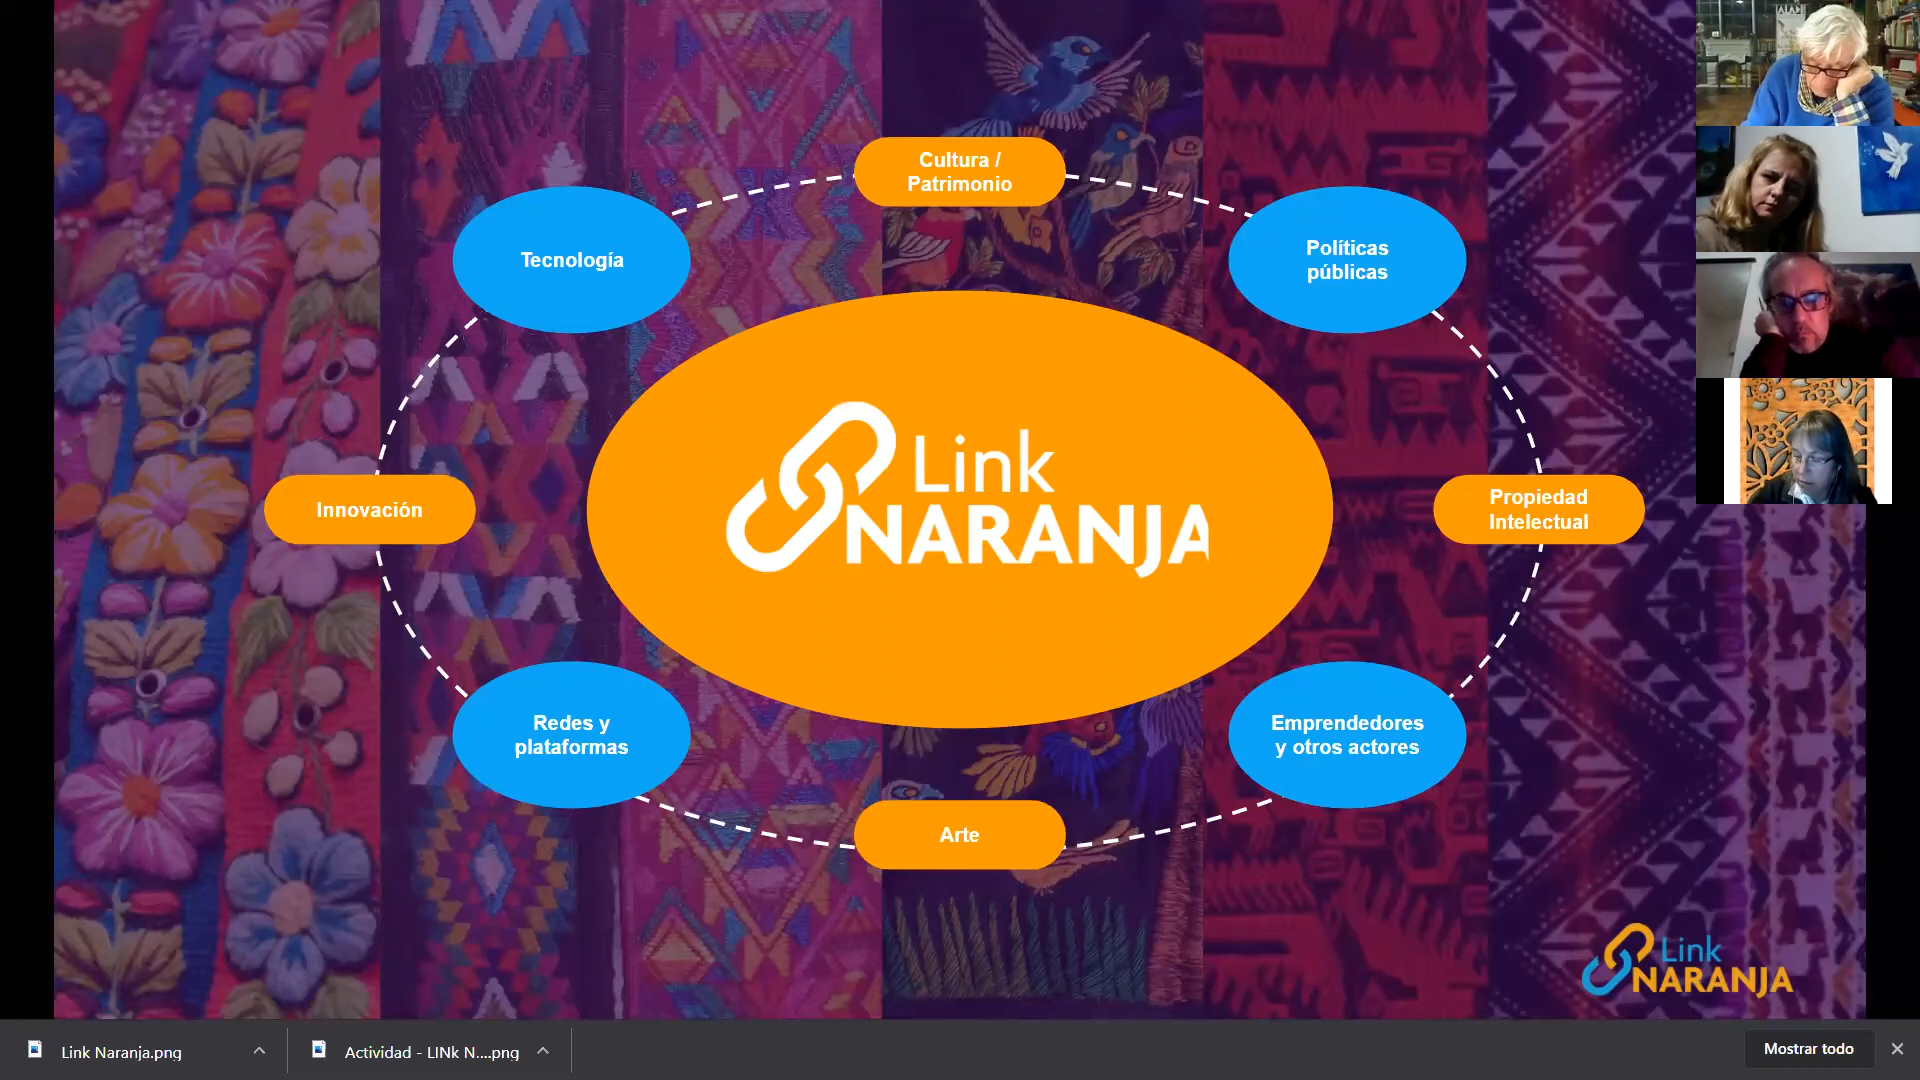 Cultura /
Patrimonio
Tecnología
Políticas
públicas
Link
NARANJA
Innovación
Propiedad
Intelectual
Redes y
plataformas
Emprendedores
y otros actores
Arte
Link
NARANJA
ALADI
Link Naranja.png
Actividad - LINk N....png
Mostrar todo